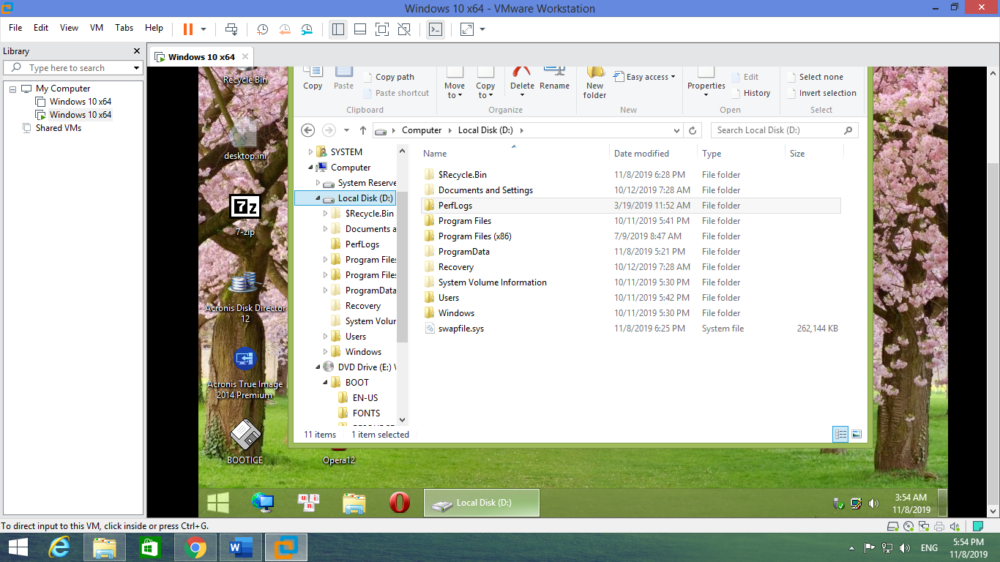 Windows 10 x64 - VMware Workstation
File Edit View VM Tabs Help
Library
Type here to search
My Computer
Windows 10 x64
Windows 10 x64
Shared VMs
Windows 10 x64
Recycle Bin
desktop.ini
7-zip
Acronis Disk Director
12
Acronis True Image
2014 Premium
BOOTICE
Opera12
Copy Paste Copy path
Paste shortcut
Clipboard
Move to Copy to Delete Rename
Organize
New folder Easy access
New
Properties Edit
History
Open
Select none
Invert selection
Select
Computer Local Disk (D:)
Search Local Disk (D:)
SYSTEM
Computer
System Reserve
Local Disk (D:)
$Recycle.Bin
Documents a
PerfLogs
Program Files
Program Files
ProgramData
Recovery
System Volur
Users
Windows
DVD Drive (E:)
BOOT
EN-US
FONTS
Name Date modified Type Size
$Recycle.Bin 11/8/2019 6:28 PM File folder
Documents and Settings 10/12/2019 7:28 AM File folder
PerfLogs 3/19/2019 11:52 AM File folder
Program Files 10/11/2019 5:41 PM File folder
Program Files (x86) 7/9/2019 8:47 AM File folder
ProgramData 11/8/2019 5:21 PM File folder
Recovery 10/12/2019 7:28 AM File folder
System Volume Information 10/11/2019 5:30 PM File folder
Users 10/11/2019 5:42 PM File folder
Windows 10/11/2019 5:30 PM File folder
swapfile.sys 11/8/2019 6:25 PM System file 262,144 KB
11 items 1 item selected
Local Disk (D:)
3:54 AM
11/8/2019
To direct input to this VM, click inside or press Ctrl+G.
ENG
5:54 PM
11/8/2019